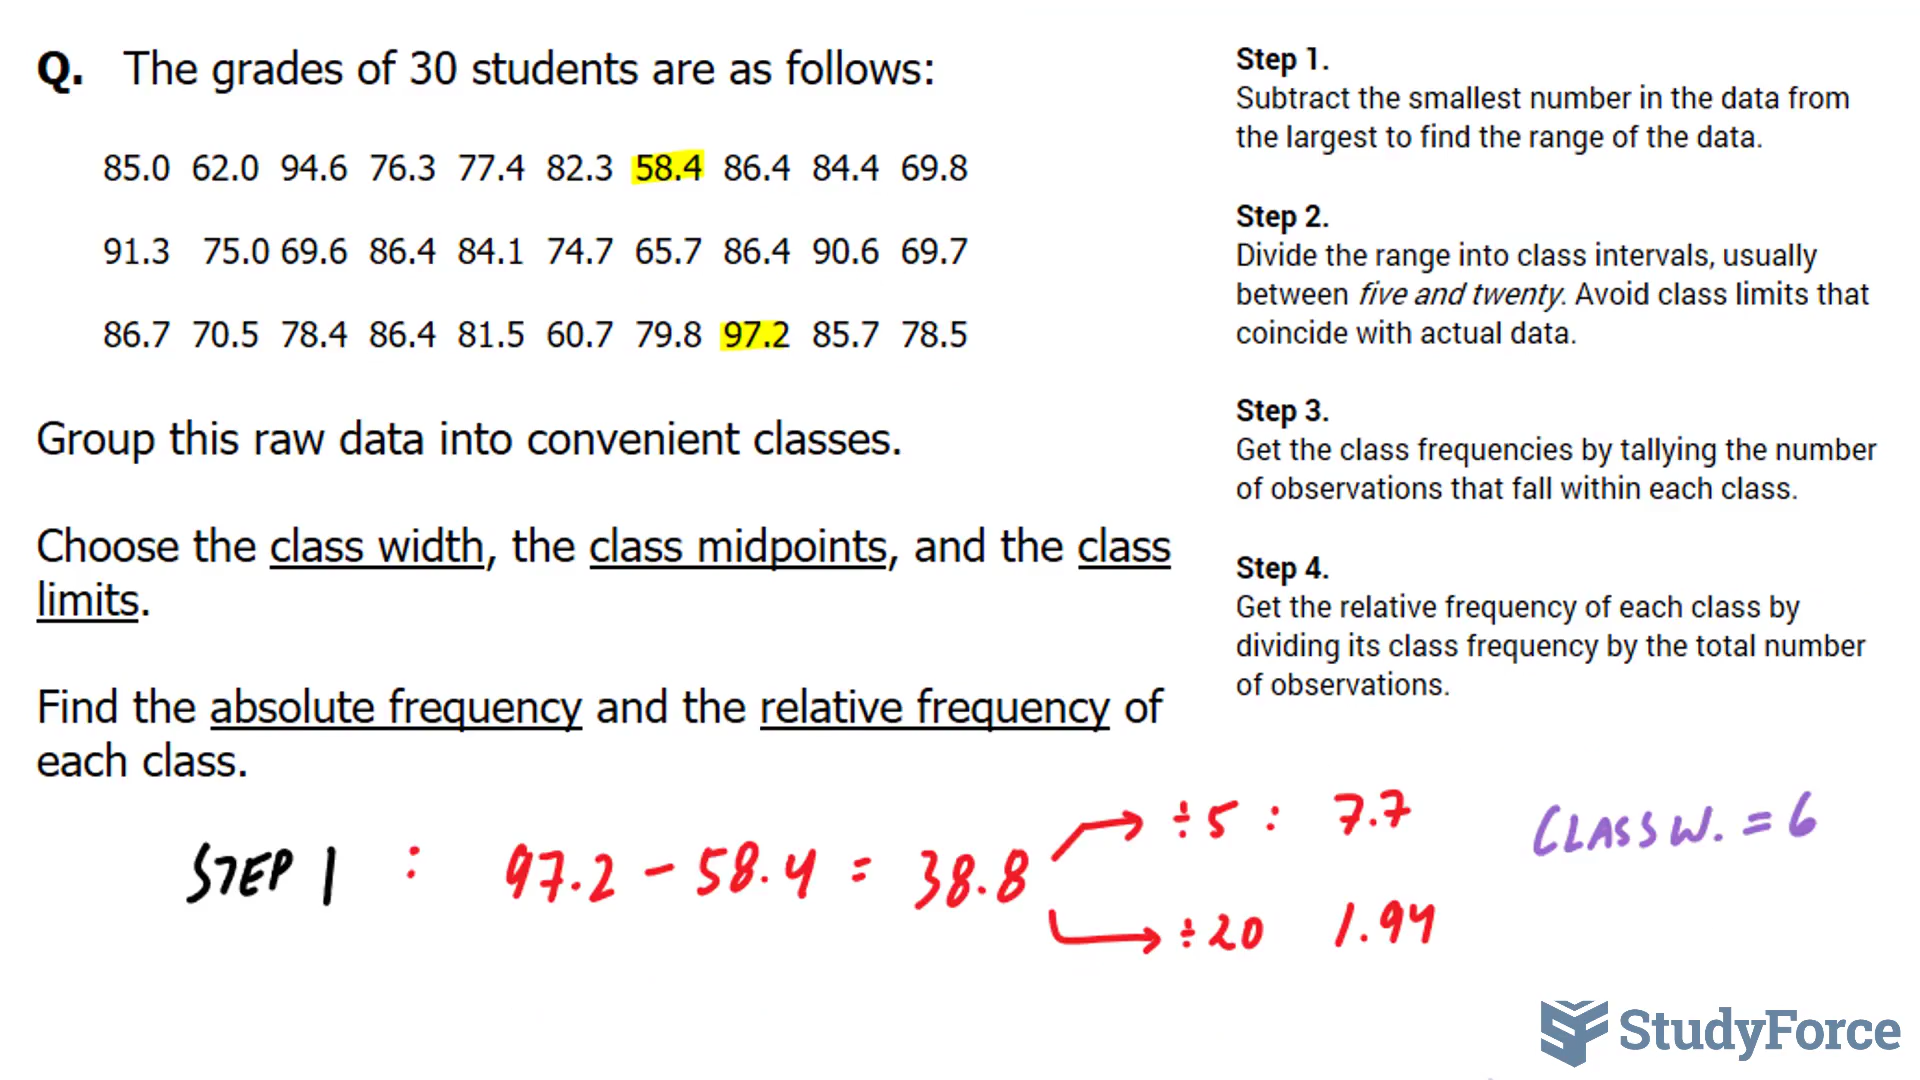 Q. The grades of 30 students are as follows:
85.0 62.0 94.6 76.3 77.4 82.3 58.4 86.4 84.4 69.8
91.3 75.0 69.6 86.4 84.1 74.7 65.7 86.4 90.6 69.7
86.7 70.5 78.4 86.4 81.5 60.7 79.8 97.2 85.7 78.5
Group this raw data into convenient classes.
Choose the class width, the class midpoints, and the class
limits.
Find the absolute frequency and the relative frequency of
each class.
Step 1.
Subtract the smallest number in the data from
the largest to find the range of the data.
Step 2.
Divide the range into class intervals, usually
between five and twenty. Avoid class limits that
coincide with actual data.
Step 3.
Get the class frequencies by tallying the number
of observations that fall within each class.
Step 4.
Get the relative frequency of each class by
dividing its class frequency by the total number
of observations.
STEP 1 : 97.2 - 58.4 = 38.8
÷5 : 7.7
÷20 1.94
CLASS W. = 6
StudyForce